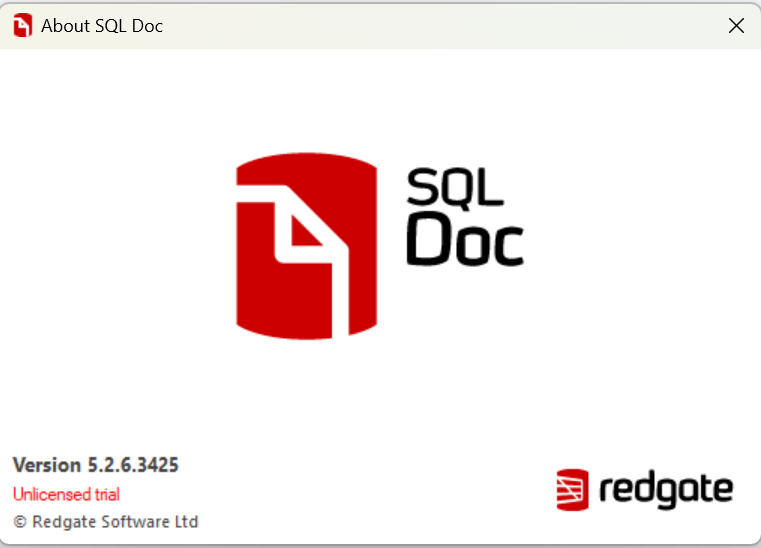 About SQL Doc
SQL
Doc
Version 5.2.6.3425
Unlicensed trial
© Redgate Software Ltd
redgate